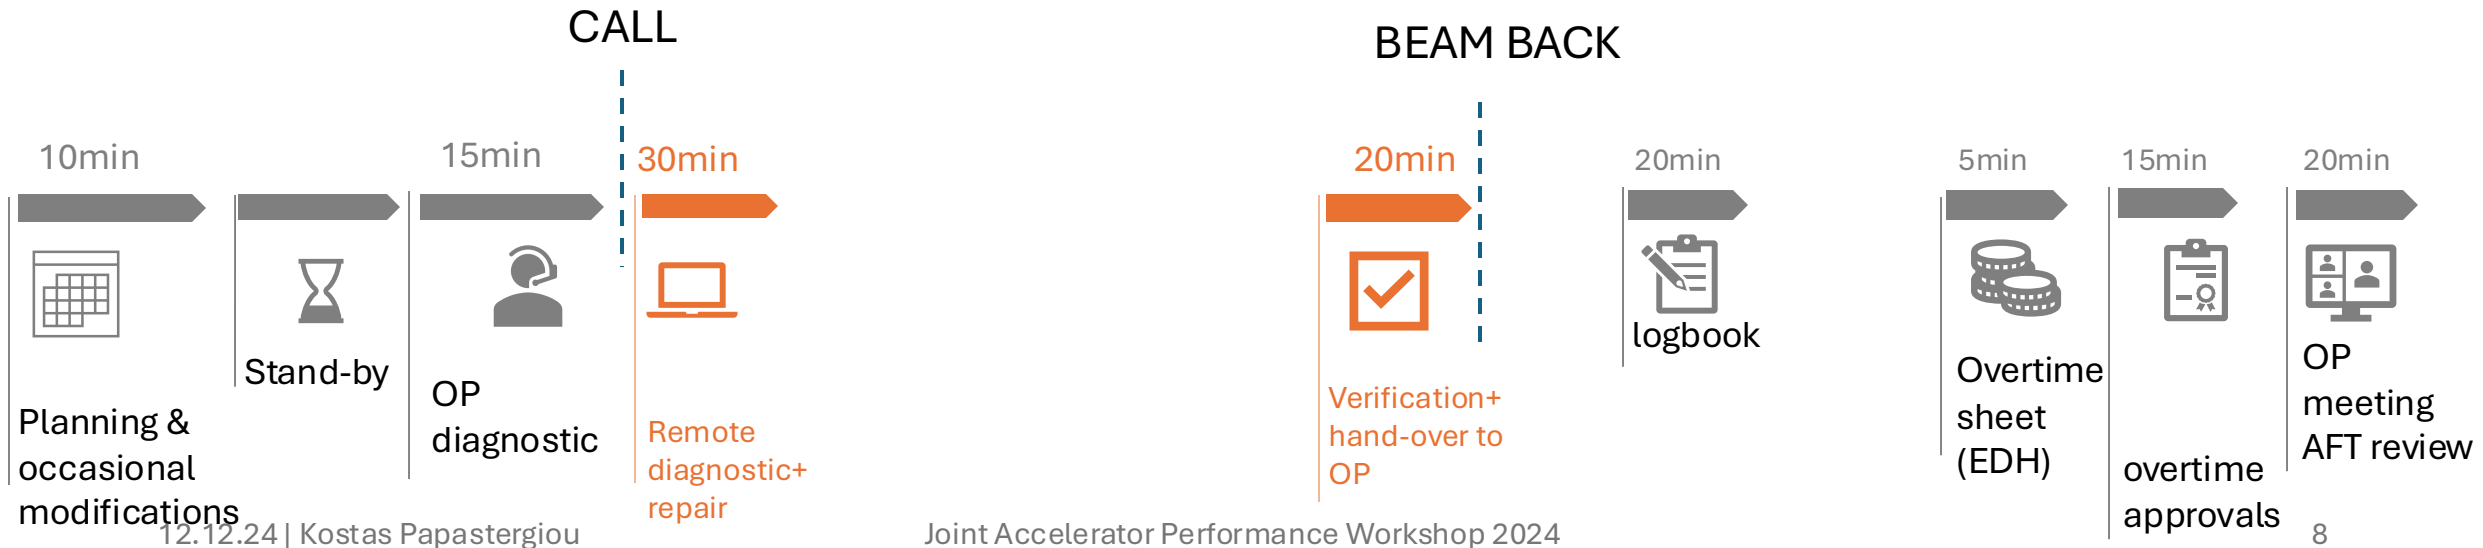 CALL
BEAM BACK
10min
15min
30min
20min
20min
5min
15min
20min
Planning &
occasional
modifications
Stand-by
OP
diagnostic
Remote
diagnostic+
repair
Verification+
hand-over to
OP
logbook
Overtime
sheet
(EDH)
overtime
approvals
OP
meeting
AFT review
12.12.24 | Kostas Papastergiou
Joint Accelerator Performance Workshop 2024
8